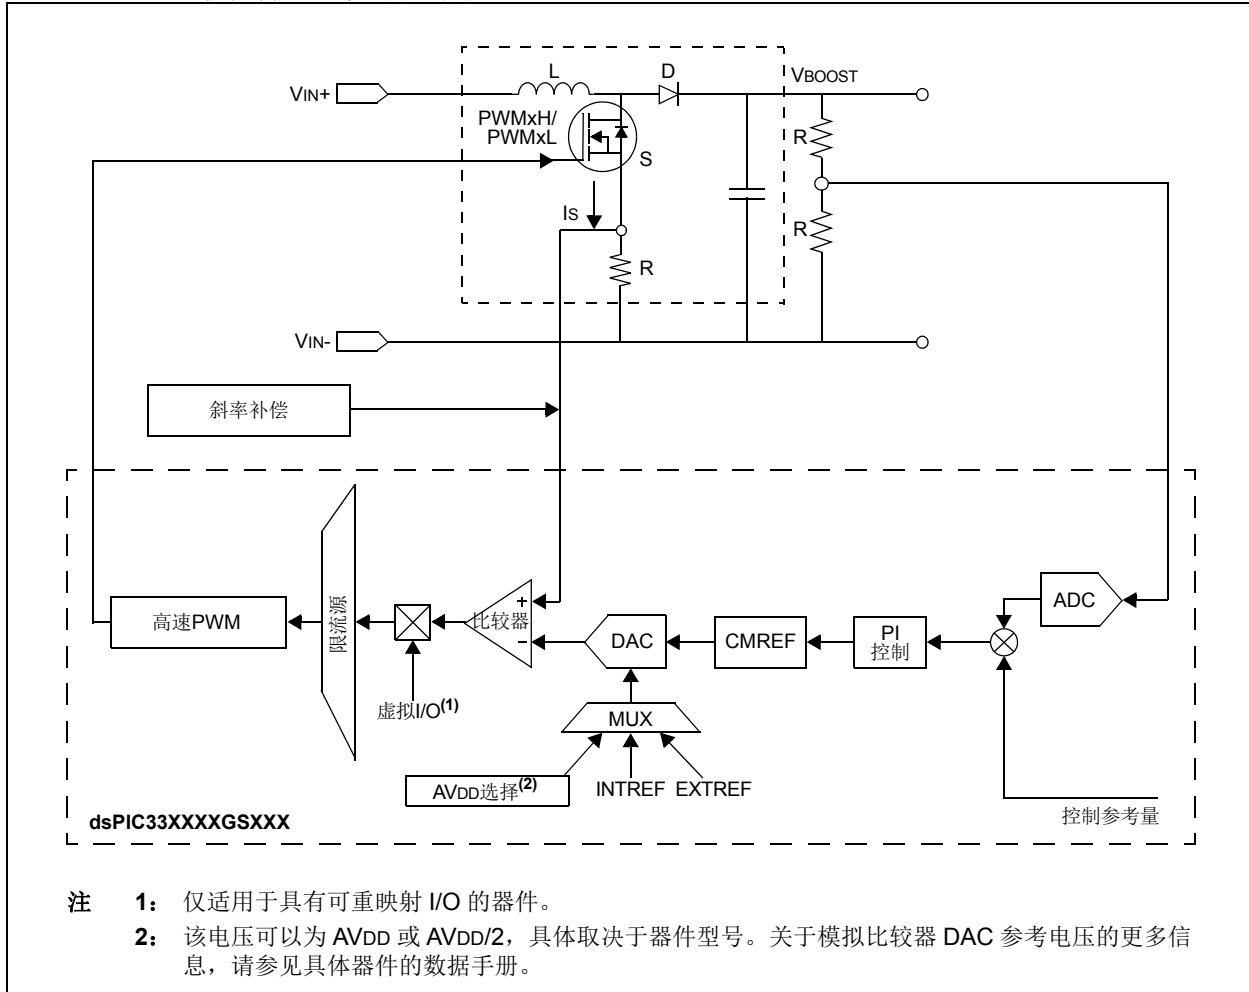 L
D
VBOOST
VIN+
PWMxH/
PWMxL
S
R
IS
R
R
VIN-
斜率补偿
高速PWM
限流源
比较器
+
−
虚拟I/O(1)
DAC
CMREF
PI
控制
ADC
MUX
AVDD选择(2)
INTREF
EXTREF
控制参考量
dsPIC33XXXXGSXXX
注 1： 仅适用于具有可重映射 I/O 的器件。
2： 该电压可以为 AVDD 或 AVDD/2，具体取决于器件型号。关于模拟比较器 DAC 参考电压的更多信
息，请参见具体器件的数据手册。